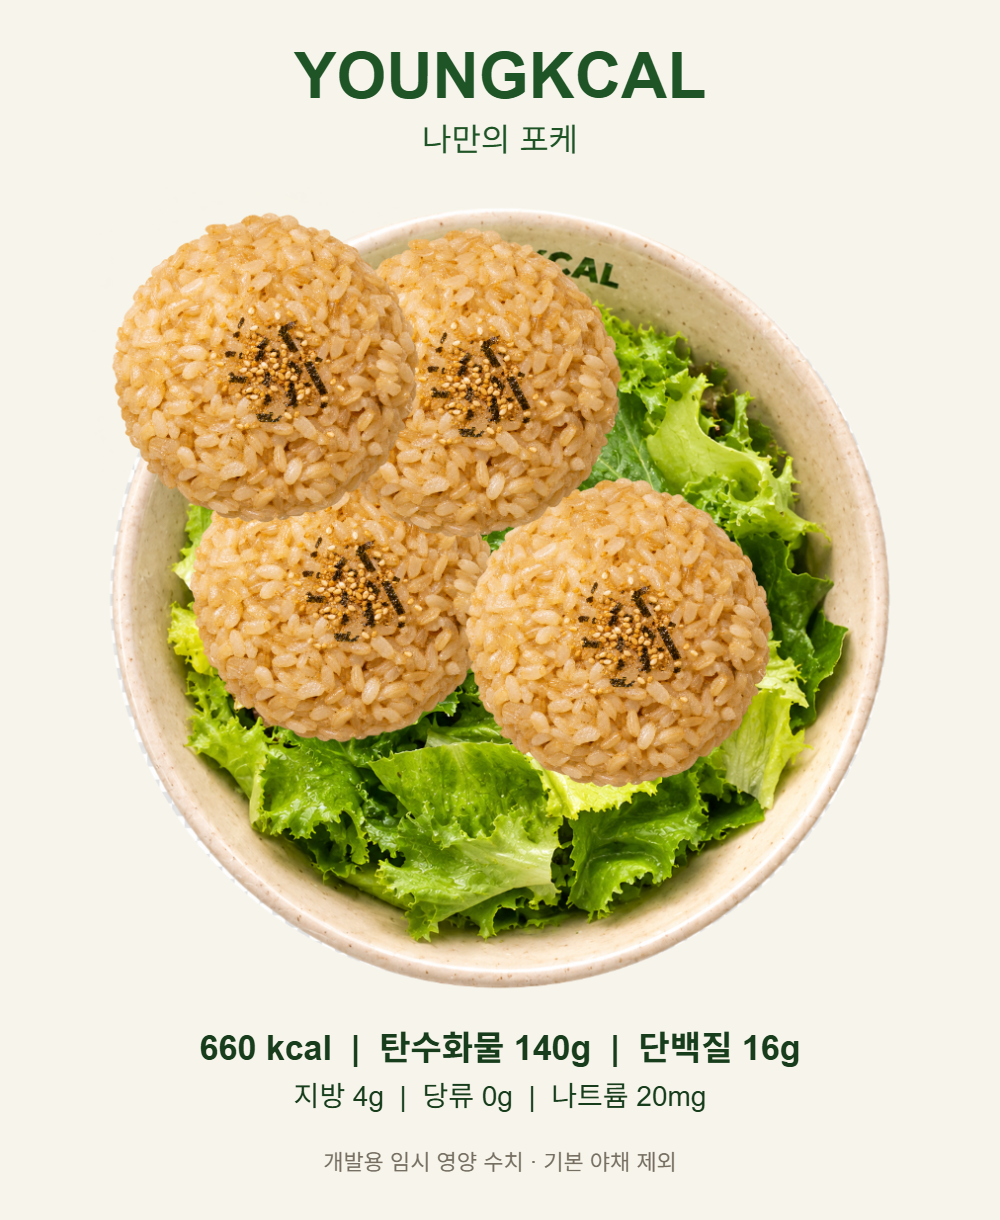 YOUNGKCAL
나만의 포케
KCAL
660 kcal | 탄수화물 140g | 단백질 16g
지방 4g | 당류 0g | 나트륨 20mg
개발용 임시 영양 수치 · 기본 야채 제외